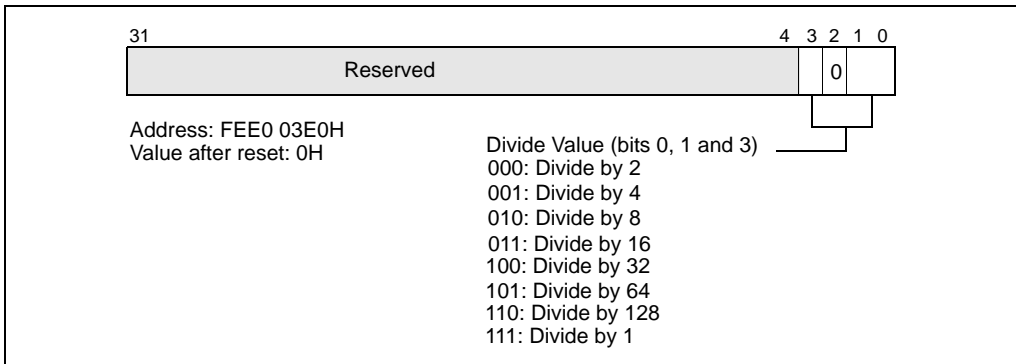 31 4 3 2 1 0
Reserved 0
Address: FEE0 03E0H
Value after reset: 0H
Divide Value (bits 0, 1 and 3)
000: Divide by 2
001: Divide by 4
010: Divide by 8
011: Divide by 16
100: Divide by 32
101: Divide by 64
110: Divide by 128
111: Divide by 1